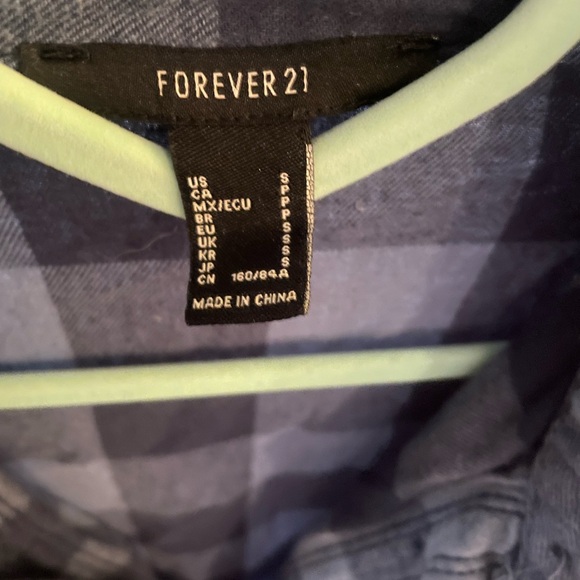 FOREVER 21
US S
CA P
MX/ECU P
BR P
EU S
UK S
KR S
JP S
CN 160/84A
MADE IN CHINA